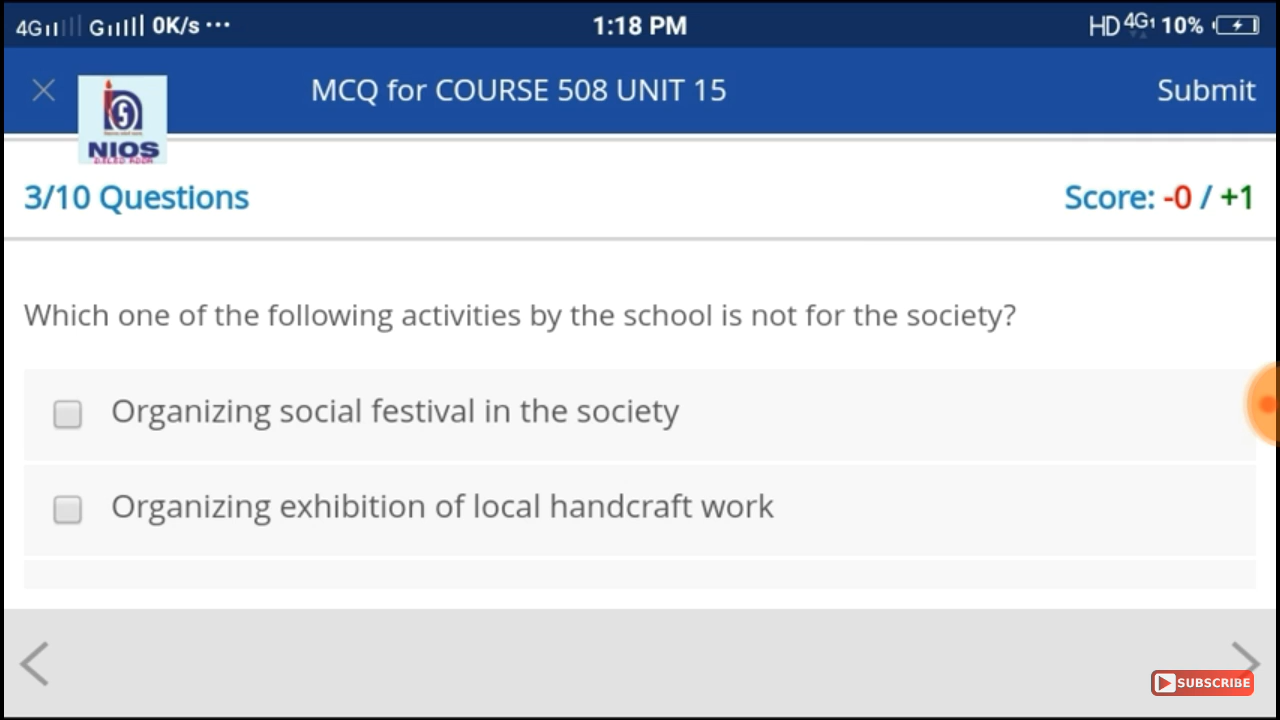 4G G 0K/s ... 1:18 PM HD 4G 10%
MCQ for COURSE 508 UNIT 15 Submit
NIOS
3/10 Questions Score: -0 / +1
Which one of the following activities by the school is not for the society?
Organizing social festival in the society
Organizing exhibition of local handcraft work
SUBSCRIBE